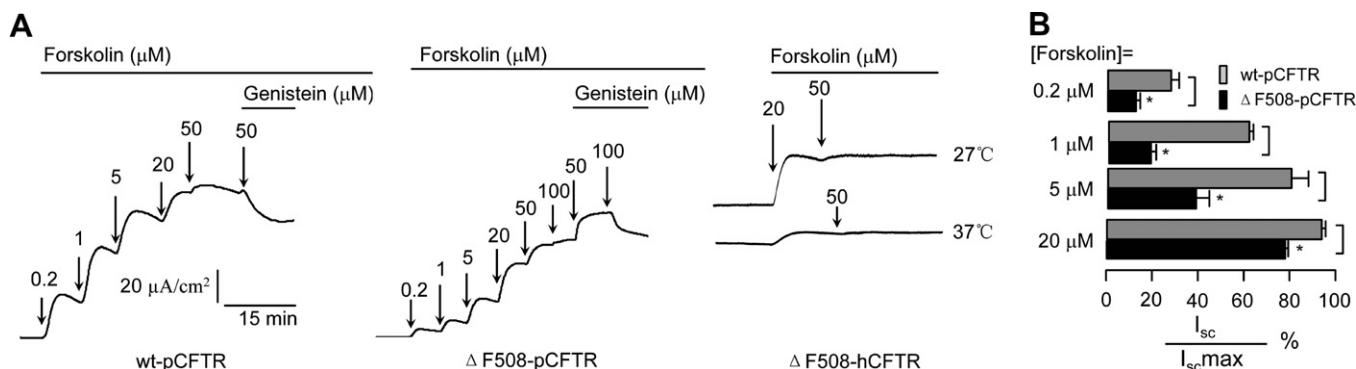 A
Forskolin (μM)
Genistein (μM)
0.2
1
5
20
50
50
20 μA/cm²
15 min
wt-pCFTR
Forskolin (μM)
Genistein (μM)
0.2
1
5
20
50
100
50
100
Δ F508-pCFTR
Forskolin (μM)
20
50
27℃
50
37℃
Δ F508-hCFTR
B
[Forskolin]=
wt-pCFTR
Δ F508-pCFTR
0.2 μM
*
1 μM
*
5 μM
*
20 μM
*
0 20 40 60 80 100
Isc
Iscmax
%